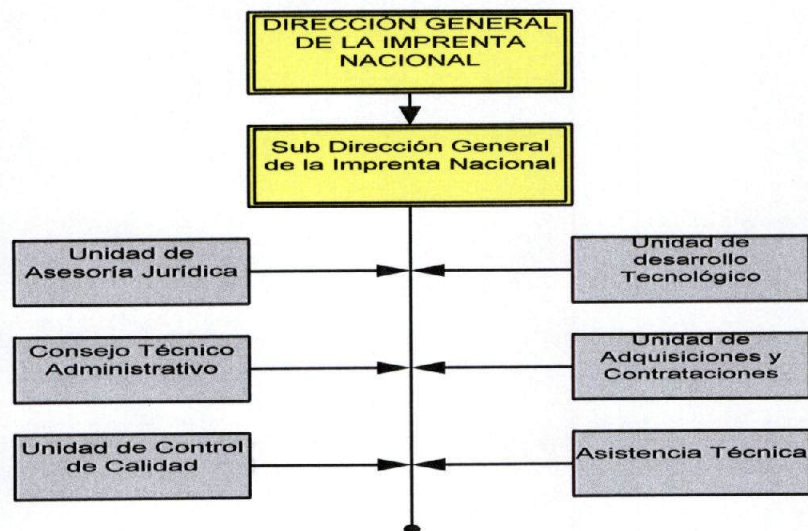 DIRECCIÓN GENERAL
DE LA IMPRENTA
NACIONAL
Sub Dirección General
de la Imprenta Nacional
Unidad de
Asesoría Jurídica
Unidad de
desarrollo
Tecnológico
Consejo Técnico
Administrativo
Unidad de
Adquisiciones y
Contrataciones
Unidad de Control
de Calidad
Asistencia Técnica